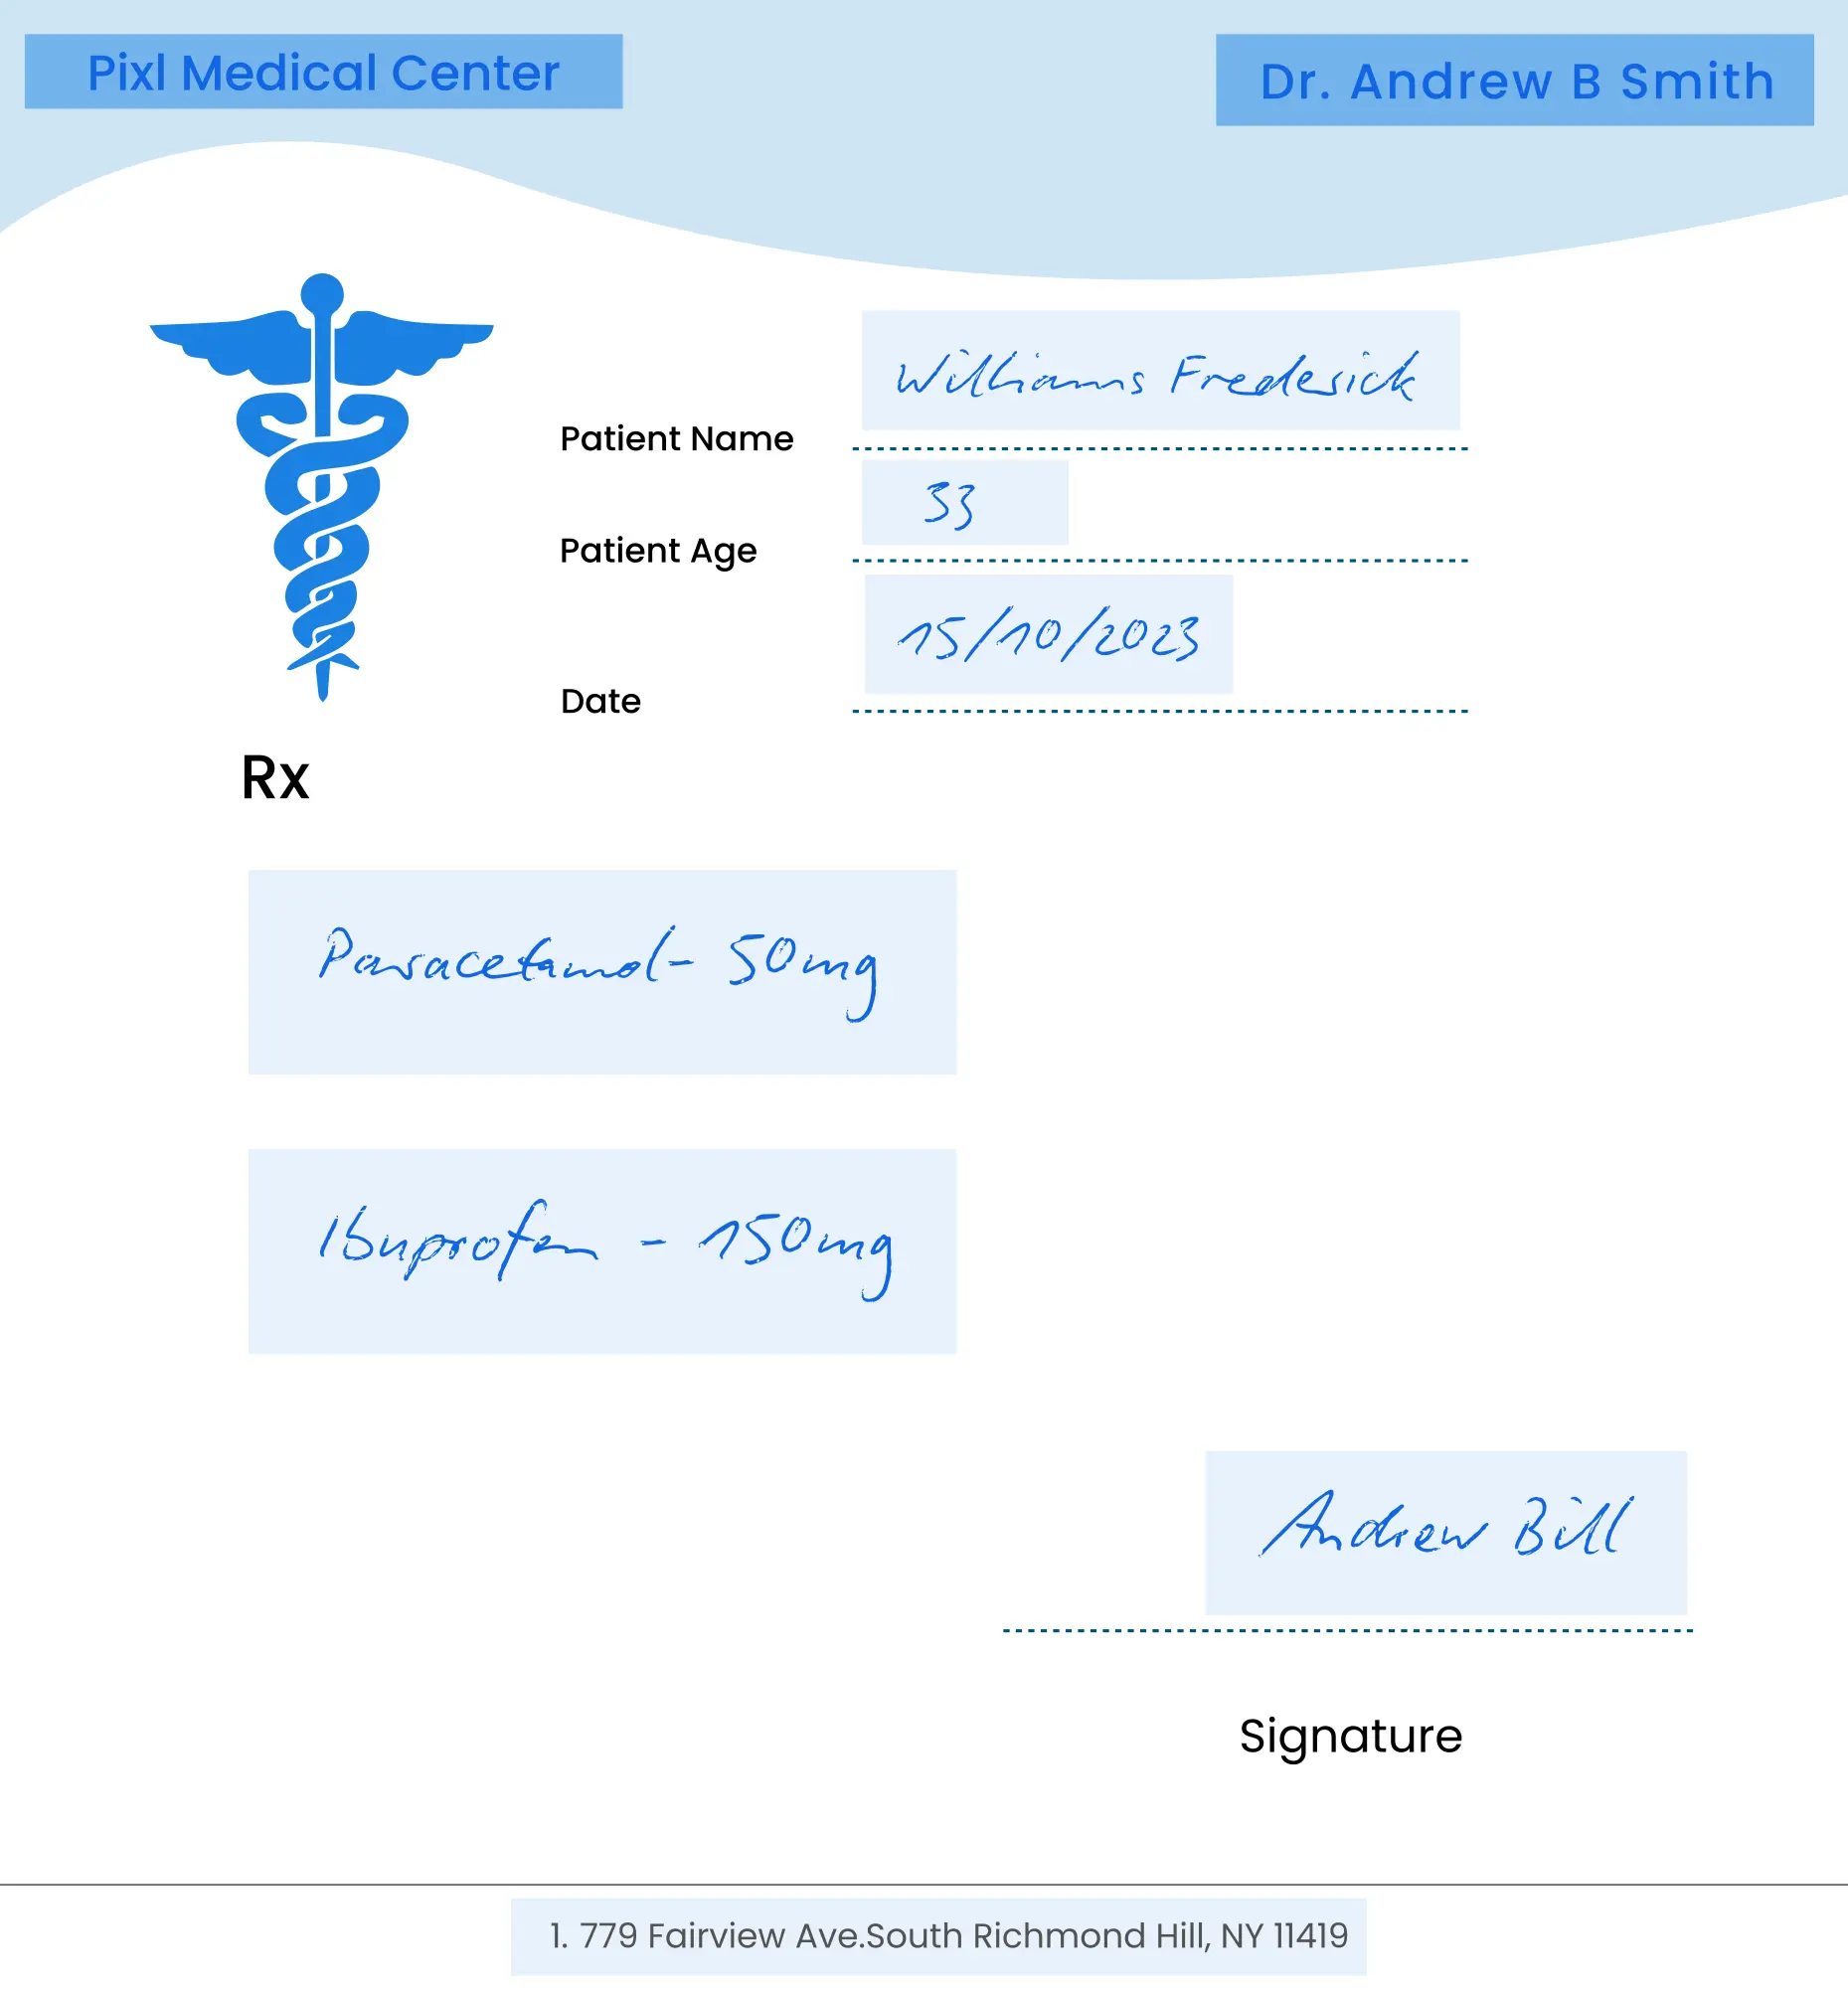 Pixl Medical Center
Dr. Andrew B Smith
Patient Name Williams Frederick
Patient Age 33
Date 15/10/2023
Rx
Paracetamol- 50mg
Ibuprofen - 150mg
Andrew Bill
Signature
1. 779 Fairview Ave.South Richmond Hill, NY 11419